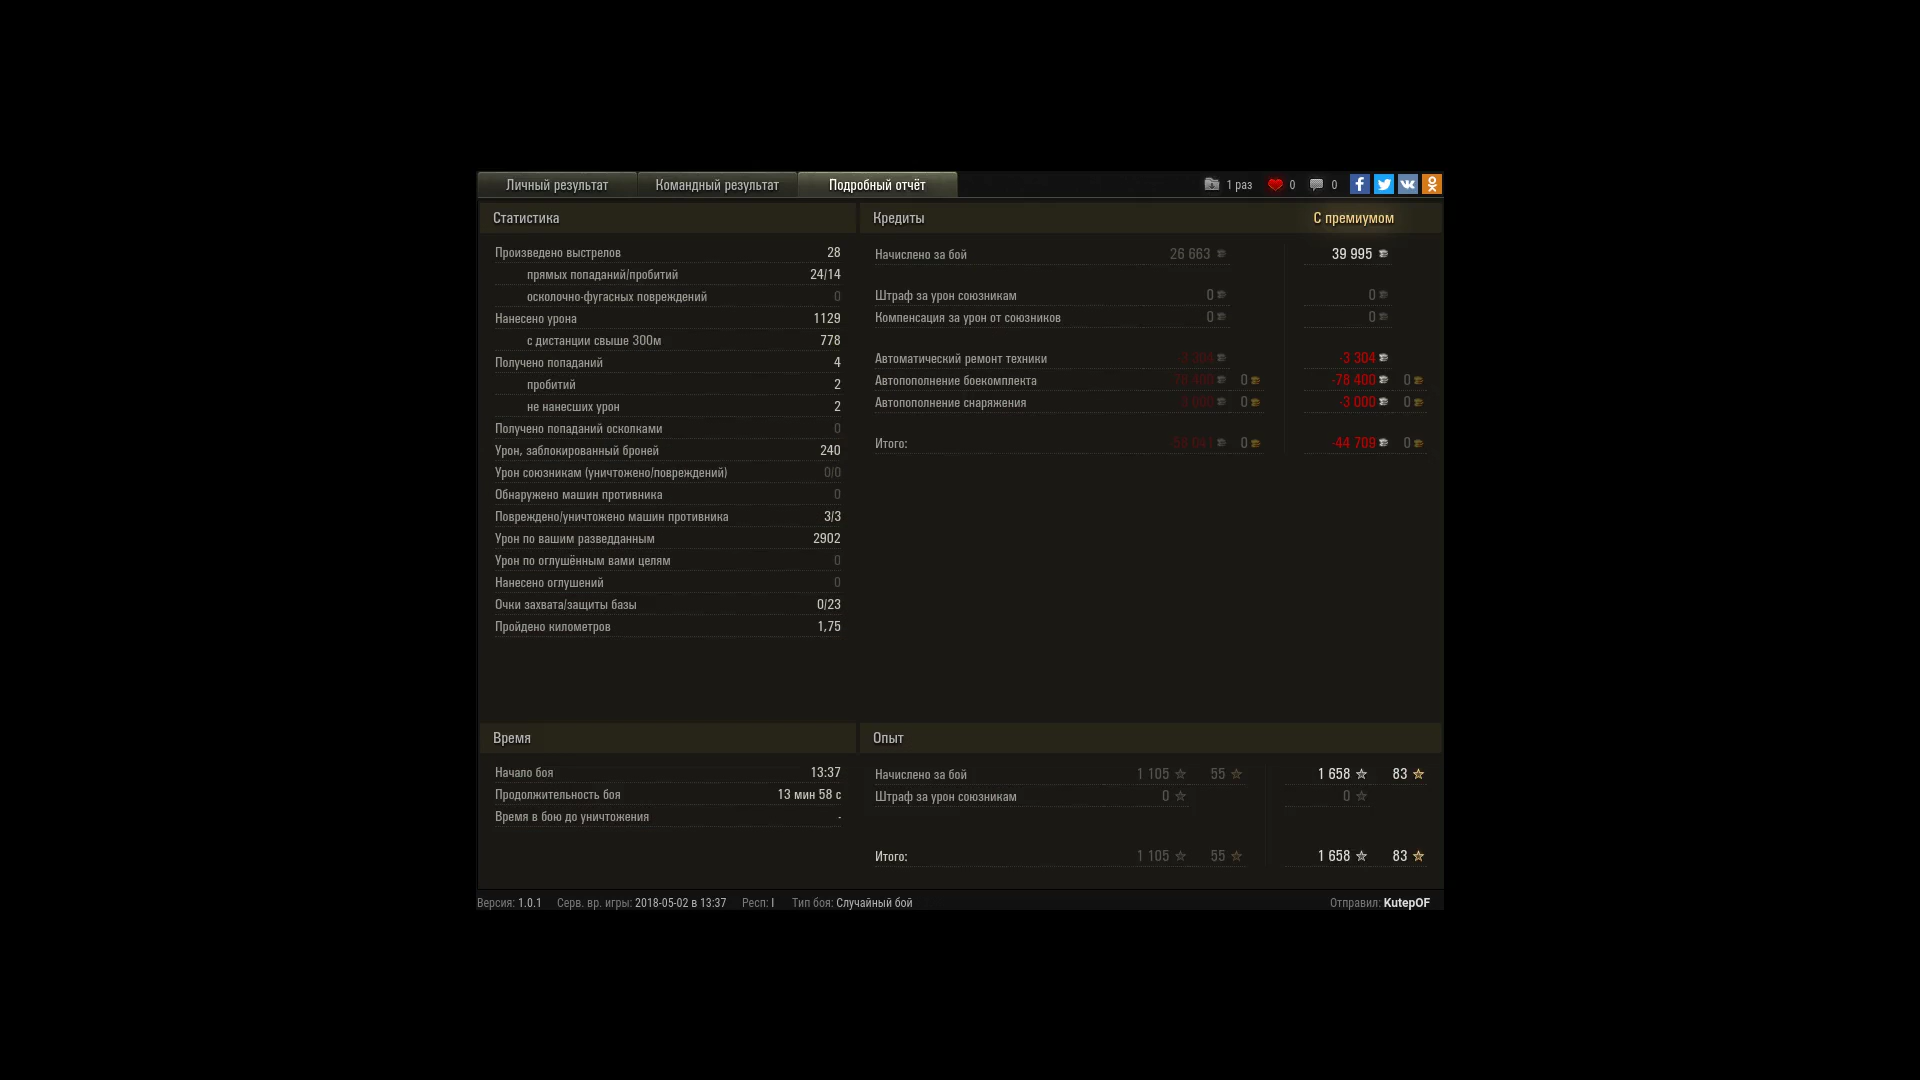 Личный результат Командный результат Подробный отчёт 1 раз 0 0
Статистика
Произведено выстрелов 28
прямых попаданий/пробитий 24/14
осколочно-фугасных повреждений 0
Нанесено урона 1129
с дистанции свыше 300м 778
Получено попаданий 4
пробитий 2
не нанесших урон 2
Получено попаданий осколками 0
Урон, заблокированный броней 240
Урон союзникам (уничтожено/повреждений) 0/0
Обнаружено машин противника 0
Повреждено/уничтожено машин противника 3/3
Урон по вашим разведданным 2902
Урон по оглушённым вами целям 0
Нанесено оглушений 0
Очки захвата/защиты базы 0/23
Пройдено километров 1,75
Кредиты С премиумом
Начислено за бой 26 663 39 995
Штраф за урон союзникам 0 0
Компенсация за урон от союзников 0 0
Автоматический ремонт техники -3 304 -3 304
Автопополнение боекомплекта -78 400 0 -78 400 0
Автопополнение снаряжения -3 000 0 -3 000 0
Итого: -58 041 0 -44 709 0
Время
Начало боя 13:37
Продолжительность боя 13 мин 58 с
Время в бою до уничтожения -
Опыт
Начислено за бой 1 105 55 1 658 83
Штраф за урон союзникам 0 0
Итого: 1 105 55 1 658 83
Версия: 1.0.1 Серв. вр. игры: 2018-05-02 в 13:37 Респ: I Тип боя: Случайный бой Отправил: KutepOF